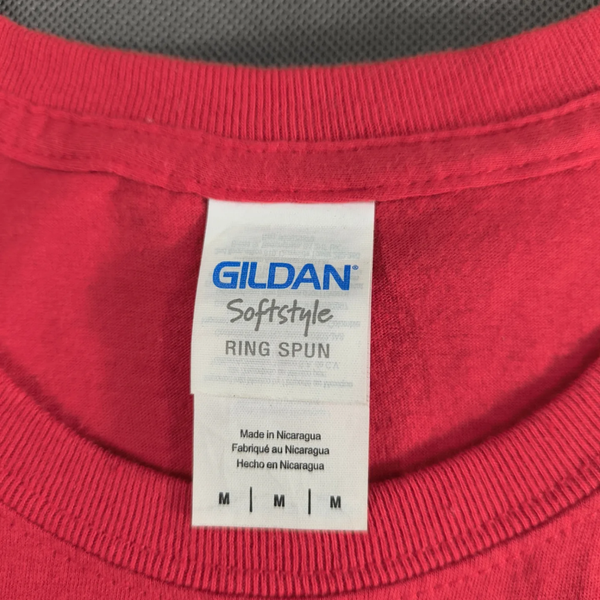 GILDAN®
Softstyle
RING SPUN
Made in Nicaragua
Fabriqué au Nicaragua
Hecho en Nicaragua
M | M | M